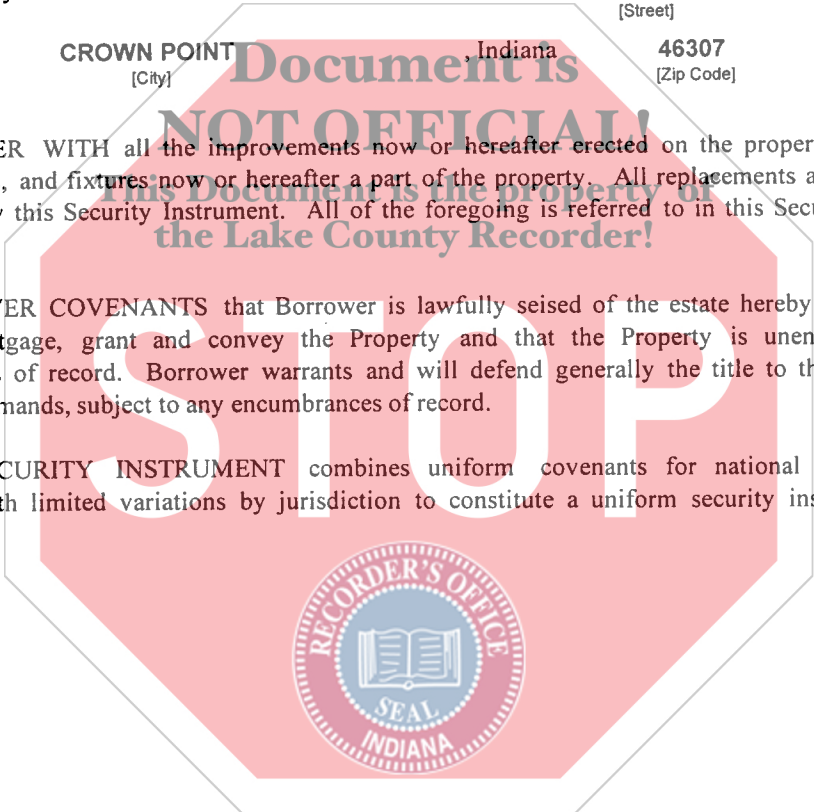 [Street]
CROWN POINT , Indiana 46307
[City] [Zip Code]
Document is
NOT OFFICIAL!
ER WITH all the improvements now or hereafter erected on the proper
, and fixtures now or hereafter a part of the property. All replacements a
This Document is the property of
y this Security Instrument. All of the foregoing is referred to in this Secu
the Lake County Recorder!
ER COVENANTS that Borrower is lawfully seised of the estate hereby
tgage, grant and convey the Property and that the Property is unen
of record. Borrower warrants and will defend generally the title to th
mands, subject to any encumbrances of record.
STOP
CURITY INSTRUMENT combines uniform covenants for national
th limited variations by jurisdiction to constitute a uniform security ins
RECORDER'S OFFICE
SEAL
INDIANA